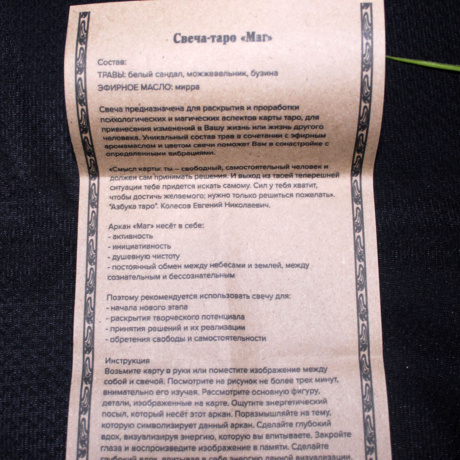 Свеча-таро «Маг»
Состав:
ТРАВЫ: белый сандал, можжевельник, бузина
ЭФИРНОЕ МАСЛО: мирра
Свеча предназначена для раскрытия и проработки
психологических и магических аспектов карты таро, для
привнесения изменений в Вашу жизнь или жизнь другого
человека. Уникальный состав трав в сочетании с эфирным
аромамаслом и цветом свечи поможет Вам в сонастройке с
определенными вибрациями.
«Смысл карты: ты – свободный, самостоятельный человек и
должен сам принимать решения. И выход из твоей теперешней
ситуации тебе придется искать самому. Сил у тебя хватит,
чтобы достичь желаемого; нужно только решиться пожелать».
"Азбука таро". Колесов Евгений Николаевич.
Аркан «Маг» несёт в себе:
- активность
- инициативность
- душевную чистоту
- постоянный обмен между небесами и землей, между
сознательным и бессознательным
Поэтому рекомендуется использовать свечу для:
- начала нового этапа
- раскрытия творческого потенциала
- принятия решений и их реализации
- обретения свободы и самостоятельности
Инструкция
Возьмите карту в руки или поместите изображение между
собой и свечой. Посмотрите на рисунок не более трех минут,
внимательно его изучая. Рассмотрите основную фигуру,
детали, изображенные на карте. Ощутите энергетический
посыл, который несёт этот аркан. Поразмышляйте на тему,
которую символизирует данный аркан. Сделайте глубокий
вдох, визуализируя энергию, которую вы впитываете. Закройте
глаза и воспроизведите изображение в памяти. Сделайте
глубокий вдох, впитывая в себя энергию данной визуализации.